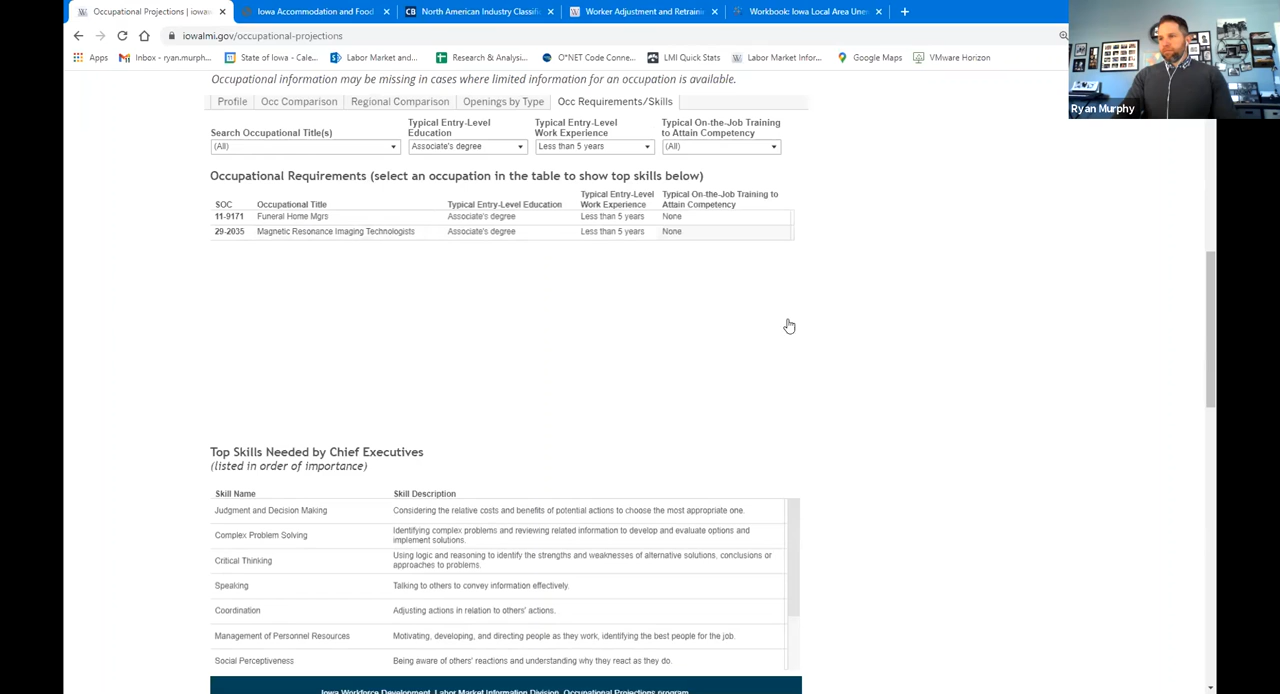 Occupational Projections | iowa
Iowa Accommodation and Food
North American Industry Classific
Worker Adjustment and Retraini
Workbook: Iowa Local Area Une
iowalmi.gov/occupational-projections
Apps
Inbox - ryan.murph...
State of Iowa - Cale...
Labor Market and...
Research & Analysi...
O*NET Code Conne...
LMI Quick Stats
Labor Market Infor...
Google Maps
VMware Horizon
Ryan Murphy
Occupational information may be missing in cases where limited information for an occupation is available.
Profile Occ Comparison Regional Comparison Openings by Type Occ Requirements/Skills
Search Occupational Title(s)
(All)
Typical Entry-Level
Education
Associate's degree
Typical Entry-Level
Work Experience
Less than 5 years
Typical On-the-Job Training
to Attain Competency
(All)
Occupational Requirements (select an occupation in the table to show top skills below)
SOC Occupational Title Typical Entry-Level Education
Typical Entry-Level
Work Experience
Typical On-the-Job Training to
Attain Competency
11-9171 Funeral Home Mgrs Associate's degree Less than 5 years None
29-2035 Magnetic Resonance Imaging Technologists Associate's degree Less than 5 years None
Top Skills Needed by Chief Executives
(listed in order of importance)
Skill Name Skill Description
Judgment and Decision Making Considering the relative costs and benefits of potential actions to choose the most appropriate one.
Complex Problem Solving Identifying complex problems and reviewing related information to develop and evaluate options and
implement solutions.
Critical Thinking Using logic and reasoning to identify the strengths and weaknesses of alternative solutions, conclusions or
approaches to problems.
Speaking Talking to others to convey information effectively.
Coordination Adjusting actions in relation to others' actions.
Management of Personnel Resources Motivating, developing, and directing people as they work, identifying the best people for the job.
Social Perceptiveness Being aware of others' reactions and understanding why they react as they do.
Iowa Workforce Development, Labor Market Information Division, Occupational Projections program